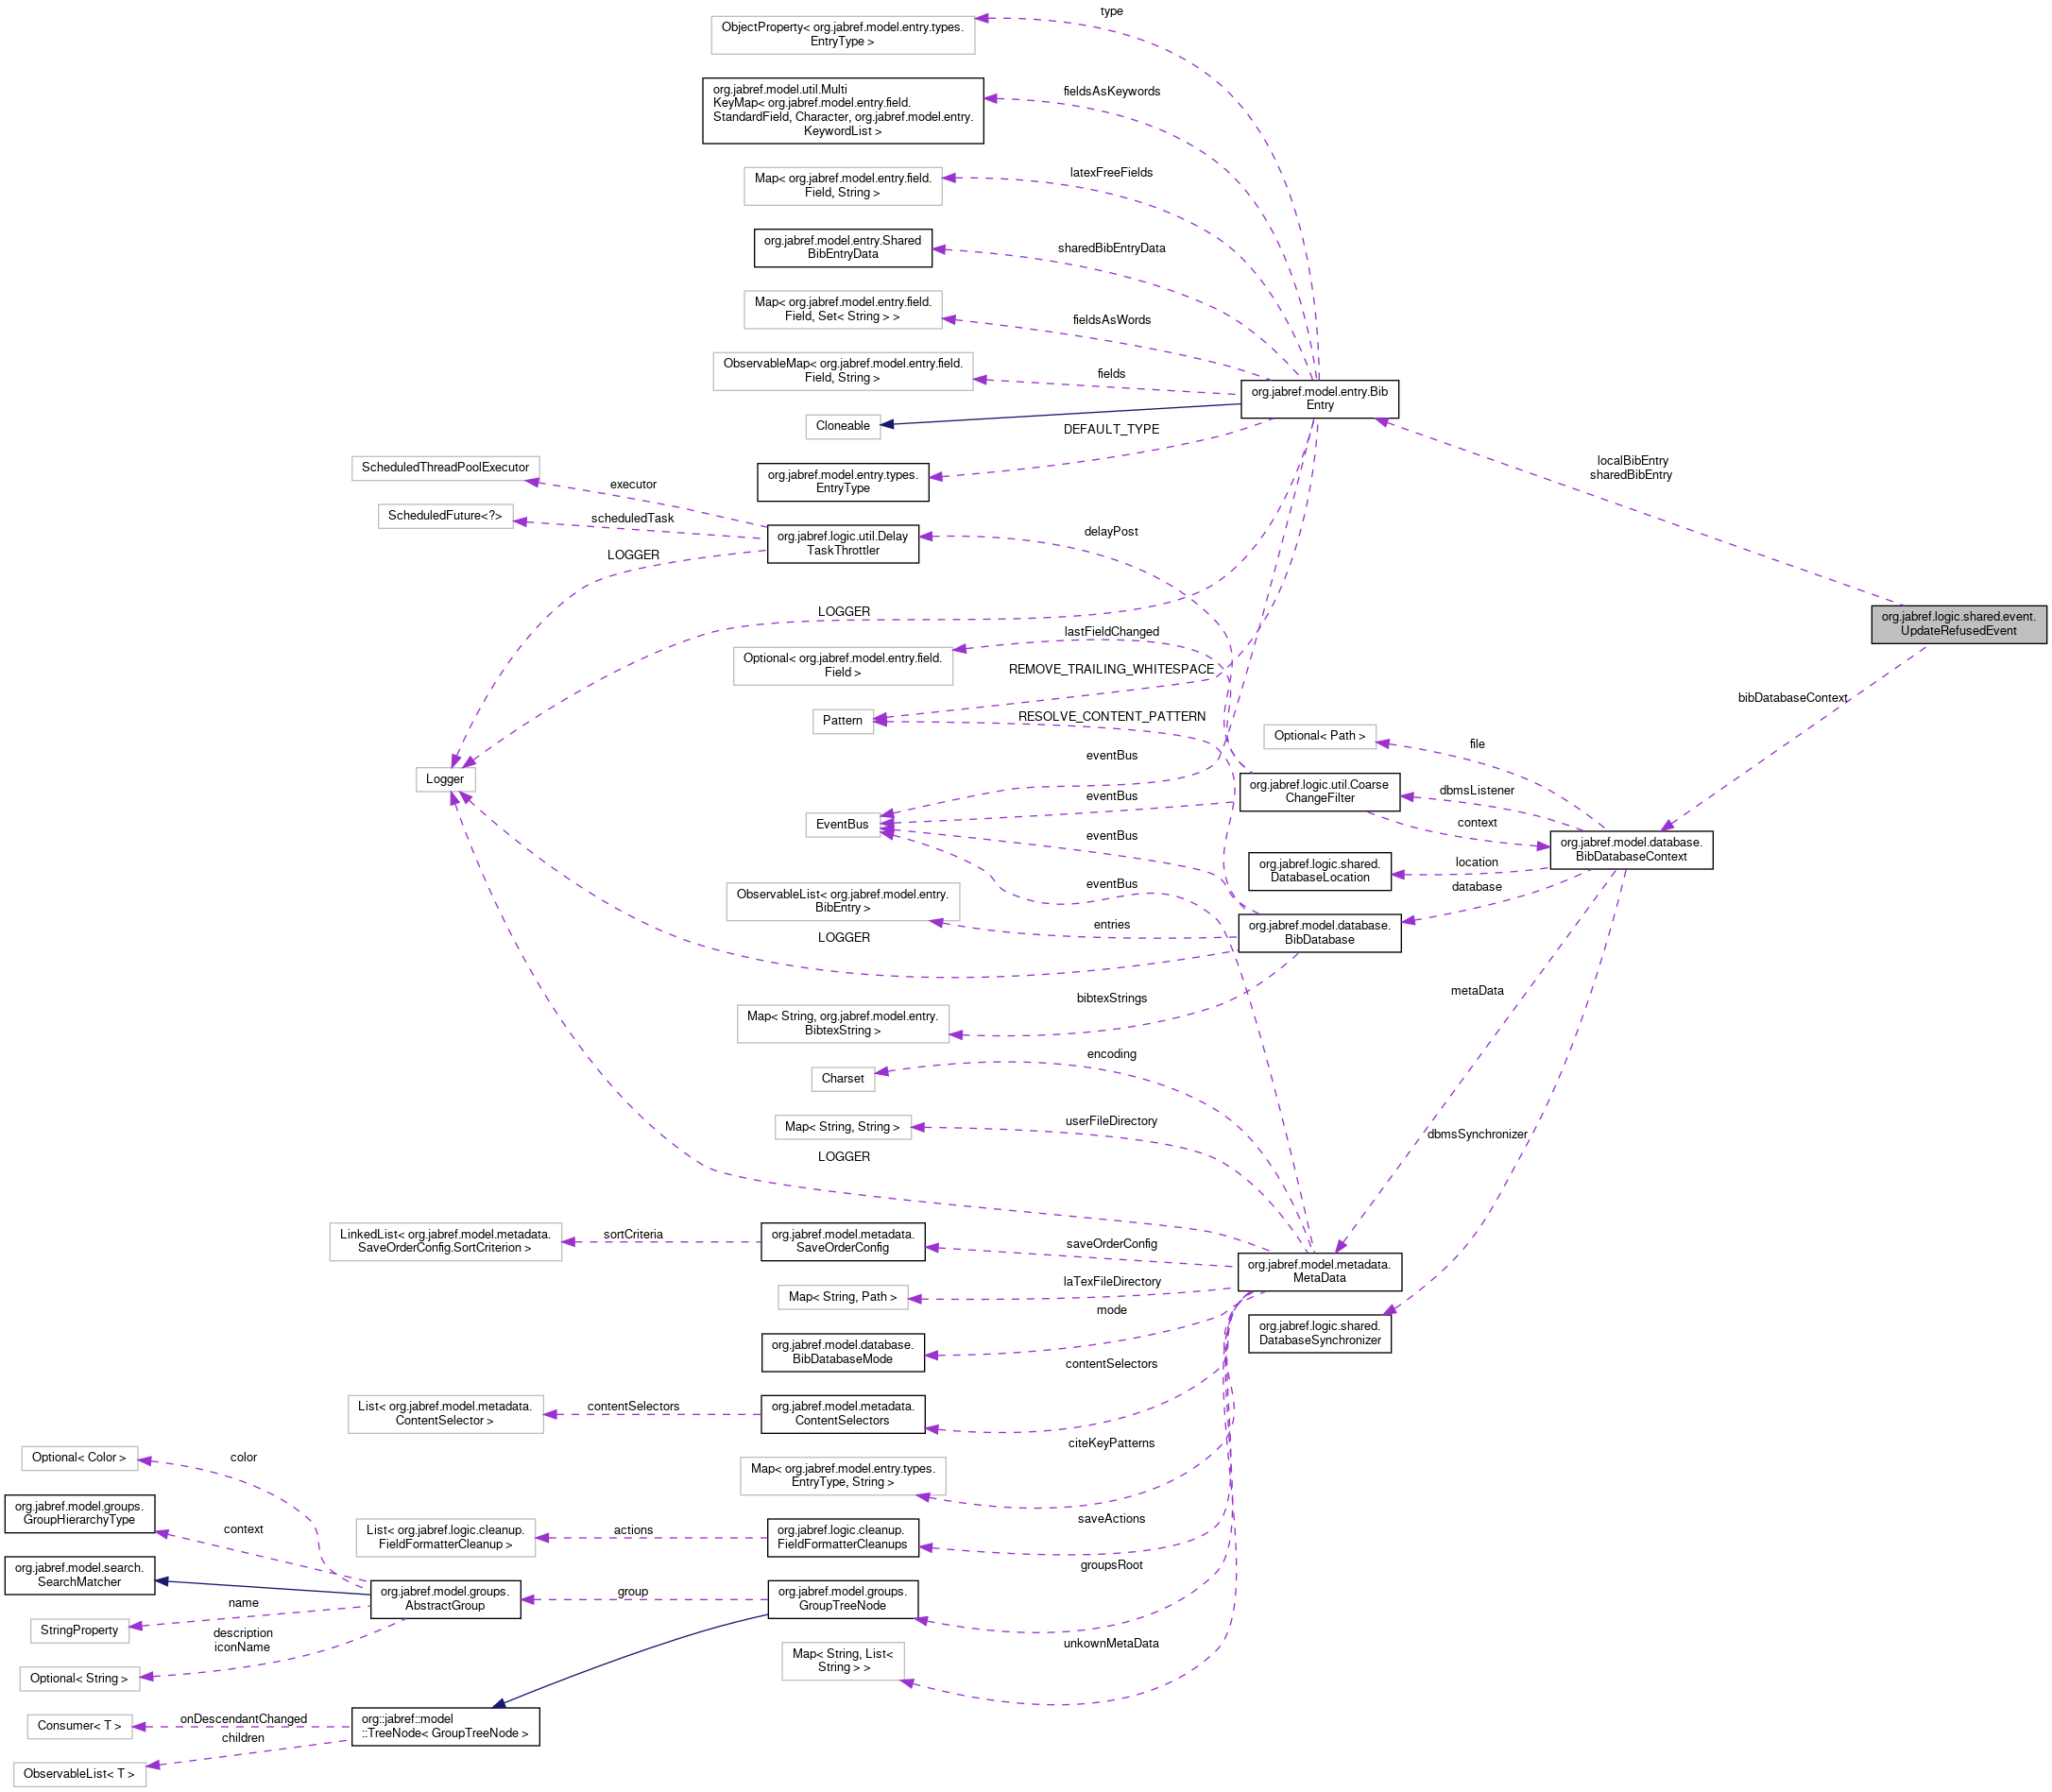 type
ObjectProperty< org.jabref.model.entry.types.
EntryType >
org.jabref.model.util.Multi
KeyMap< org.jabref.model.entry.field.
StandardField, Character, org.jabref.model.entry.
KeywordList >
fieldsAsKeywords
Map< org.jabref.model.entry.field.
Field, String >
latexFreeFields
org.jabref.model.entry.Shared
BibEntryData
sharedBibEntryData
Map< org.jabref.model.entry.field.
Field, Set< String > >
fieldsAsWords
ObservableMap< org.jabref.model.entry.field.
Field, String >
fields
org.jabref.model.entry.Bib
Entry
Cloneable
DEFAULT_TYPE
org.jabref.model.entry.types.
EntryType
localBibEntry
sharedBibEntry
ScheduledThreadPoolExecutor
executor
ScheduledFuture<?>
scheduledTask
org.jabref.logic.util.Delay
TaskThrottler
delayPost
LOGGER
LOGGER
org.jabref.logic.shared.event.
UpdateRefusedEvent
lastFieldChanged
Optional< org.jabref.model.entry.field.
Field >
REMOVE_TRAILING_WHITESPACE
bibDatabaseContext
Pattern
RESOLVE_CONTENT_PATTERN
Optional< Path >
file
eventBus
Logger
org.jabref.logic.util.Coarse
ChangeFilter
dbmsListener
eventBus
context
EventBus
eventBus
org.jabref.model.database.
BibDatabaseContext
org.jabref.logic.shared.
DatabaseLocation
location
eventBus
database
ObservableList< org.jabref.model.entry.
BibEntry >
entries
org.jabref.model.database.
BibDatabase
LOGGER
metaData
bibtexStrings
Map< String, org.jabref.model.entry.
BibtexString >
encoding
Charset
userFileDirectory
Map< String, String >
dbmsSynchronizer
LOGGER
LinkedList< org.jabref.model.metadata.
SaveOrderConfig.SortCriterion >
sortCriteria
org.jabref.model.metadata.
SaveOrderConfig
saveOrderConfig
org.jabref.model.metadata.
MetaData
laTexFileDirectory
Map< String, Path >
mode
org.jabref.logic.shared.
DatabaseSynchronizer
org.jabref.model.database.
BibDatabaseMode
contentSelectors
List< org.jabref.model.metadata.
ContentSelector >
contentSelectors
org.jabref.model.metadata.
ContentSelectors
citeKeyPatterns
Optional< Color >
color
Map< org.jabref.model.entry.types.
EntryType, String >
org.jabref.model.groups.
GroupHierarchyType
context
saveActions
List< org.jabref.logic.cleanup.
FieldFormatterCleanup >
actions
org.jabref.logic.cleanup.
FieldFormatterCleanups
org.jabref.model.search.
SearchMatcher
groupsRoot
org.jabref.model.groups.
AbstractGroup
group
org.jabref.model.groups.
GroupTreeNode
name
StringProperty
description
iconName
unkownMetaData
Map< String, List<
String > >
Optional< String >
Consumer< T >
onDescendantChanged
org::jabref::model
::TreeNode< GroupTreeNode >
children
ObservableList< T >